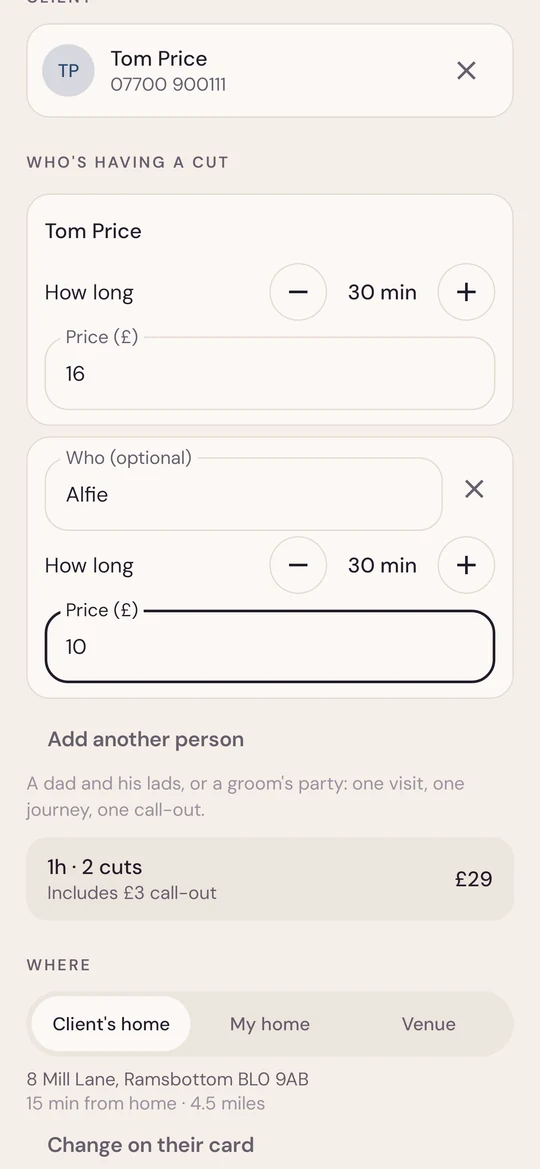 CLIENT
TP
Tom Price
07700 900111
WHO'S HAVING A CUT
Tom Price
How long
30 min
Price (£)
16
Who (optional)
Alfie
How long
30 min
Price (£)
10
Add another person
A dad and his lads, or a groom's party: one visit, one
journey, one call-out.
1h · 2 cuts
Includes £3 call-out
£29
WHERE
Client's home
My home
Venue
8 Mill Lane, Ramsbottom BL0 9AB
15 min from home · 4.5 miles
Change on their card